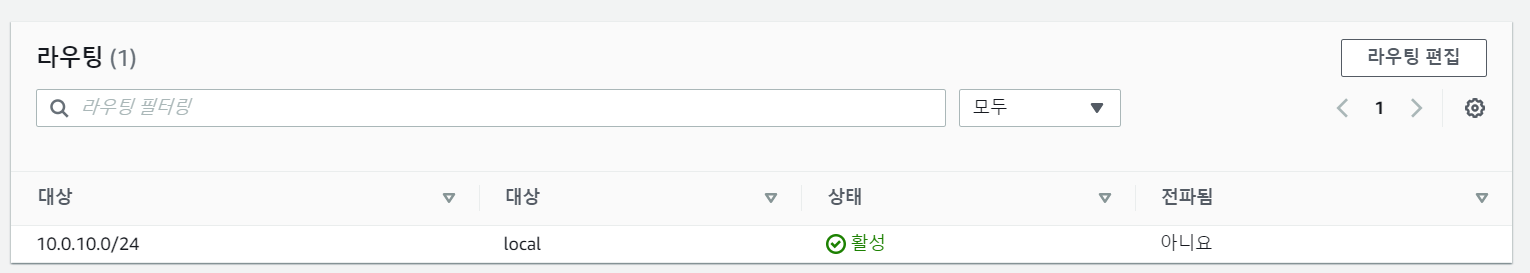 라우팅 (1)
라우팅 편집
라우팅 필터링
모두
1
대상 대상 상태 전파됨
10.0.10.0/24 local 활성 아니요